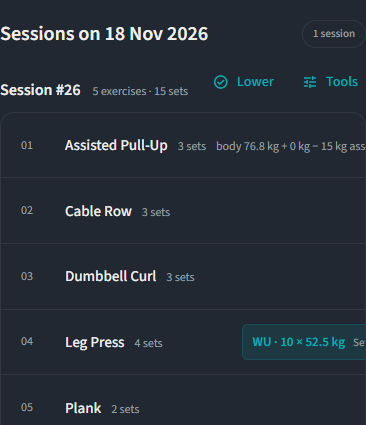 Sessions on 18 Nov 2026
1 session
Session #26 5 exercises · 15 sets
Lower
Tools
01 Assisted Pull-Up 3 sets body 76.8 kg + 0 kg − 15 kg ass
02 Cable Row 3 sets
03 Dumbbell Curl 3 sets
04 Leg Press 4 sets WU · 10 × 52.5 kg Se
05 Plank 2 sets